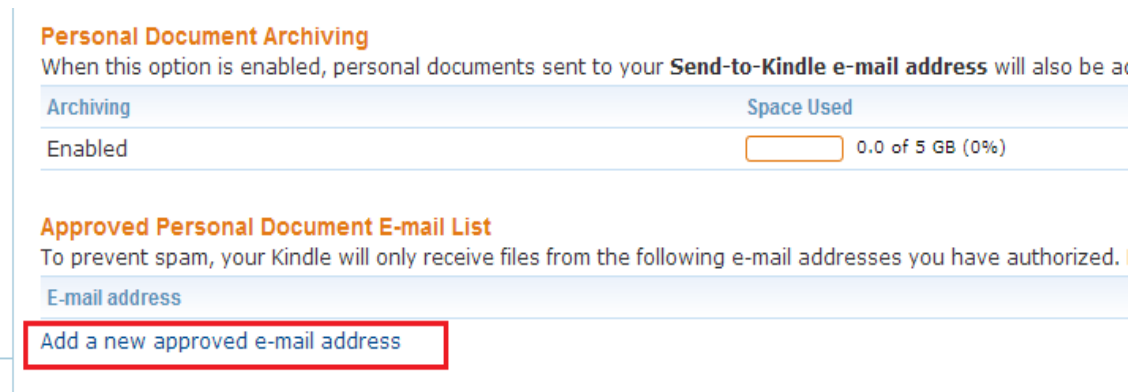 Personal Document Archiving
When this option is enabled, personal documents sent to your Send-to-Kindle e-mail address will also be
Archiving Space Used
Enabled 0.0 of 5 GB (0%)
Approved Personal Document E-mail List
To prevent spam, your Kindle will only receive files from the following e-mail addresses you have authorized.
E-mail address
Add a new approved e-mail address